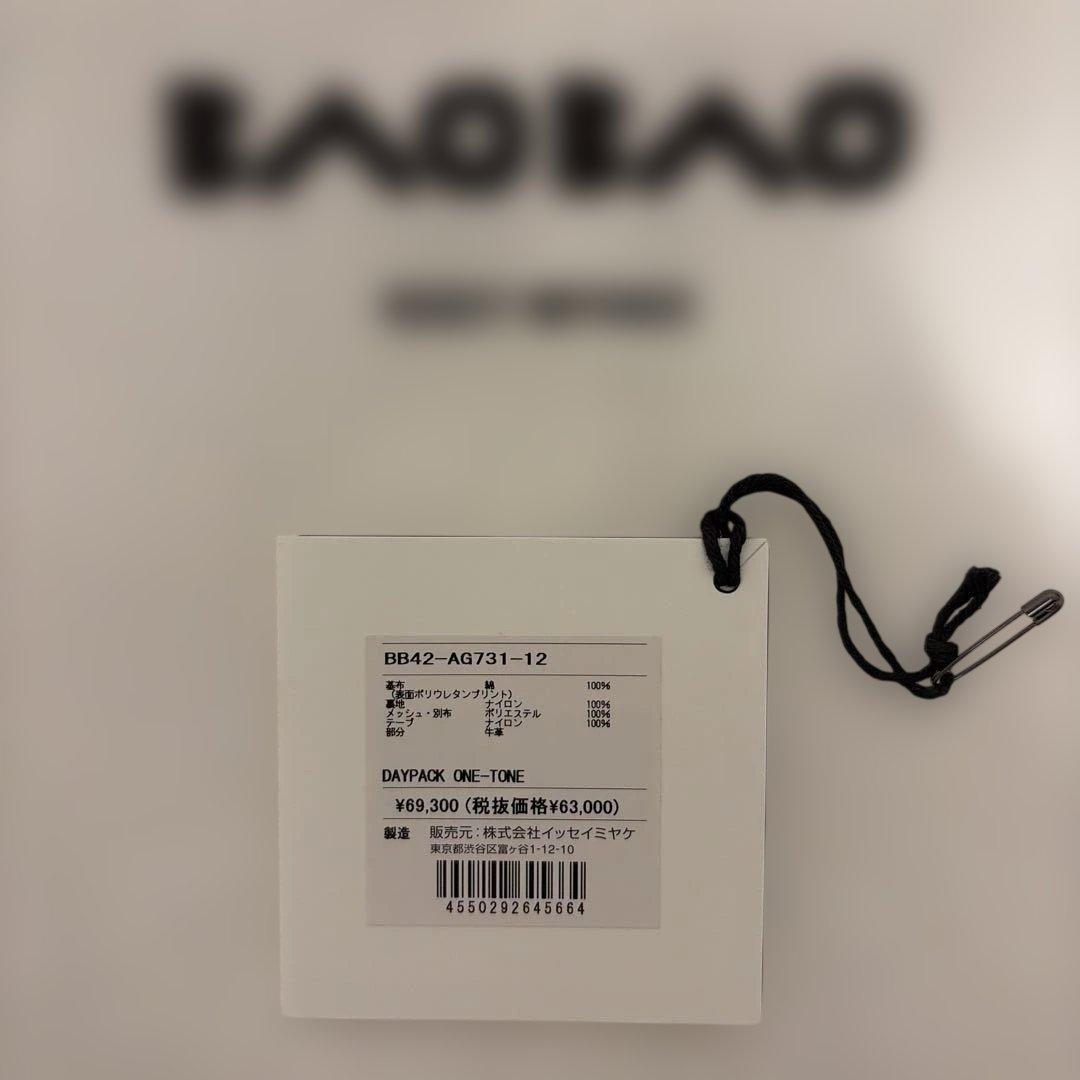 BAOBAO
BB42-AG731-12
基布 綿 100%
(表面ポリウレタンプリント)
裏地 ナイロン 100%
メッシュ・別布 ポリエステル 100%
テープ ナイロン 100%
部分 牛革
DAYPACK ONE-TONE
¥69,300(税抜価格¥63,000)
製造 販売元:株式会社イッセイミヤケ
東京都渋谷区富ヶ谷1-12-10
4550292645664